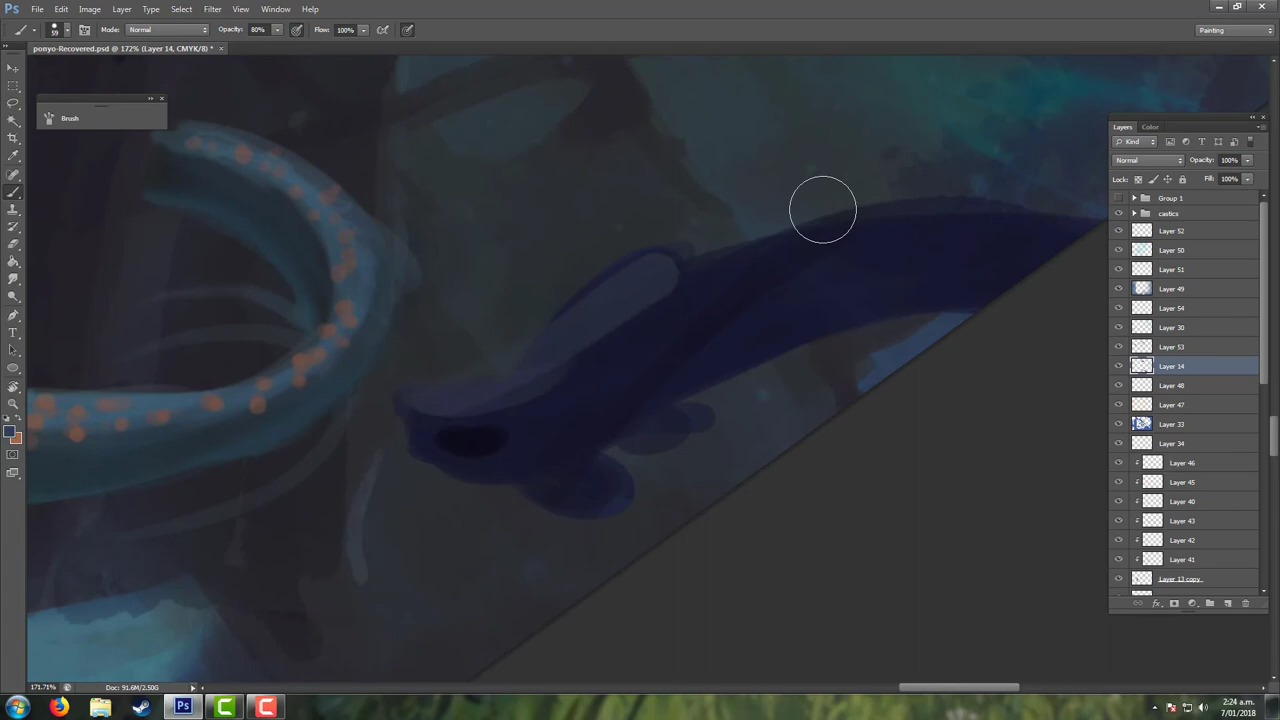 Ps File Edit Image Layer Type Select Filter View Window Help
59 Mode: Normal Opacity: 80% Flow: 100% Painting
ponyo-Recovered.psd @ 172% (Layer 14, CMYK/8) *
Brush
Layers Color
Kind
Normal Opacity: 100%
Lock: Fill: 100%
Group 1
castics
Layer 52
Layer 50
Layer 51
Layer 49
Layer 54
Layer 30
Layer 53
Layer 14
Layer 48
Layer 47
Layer 33
Layer 34
Layer 46
Layer 45
Layer 40
Layer 43
Layer 42
Layer 41
Layer 13 copy
fx
171.71% Doc: 91.6M/2.50G
Ps C C
2:24 a.m.
7/01/2018